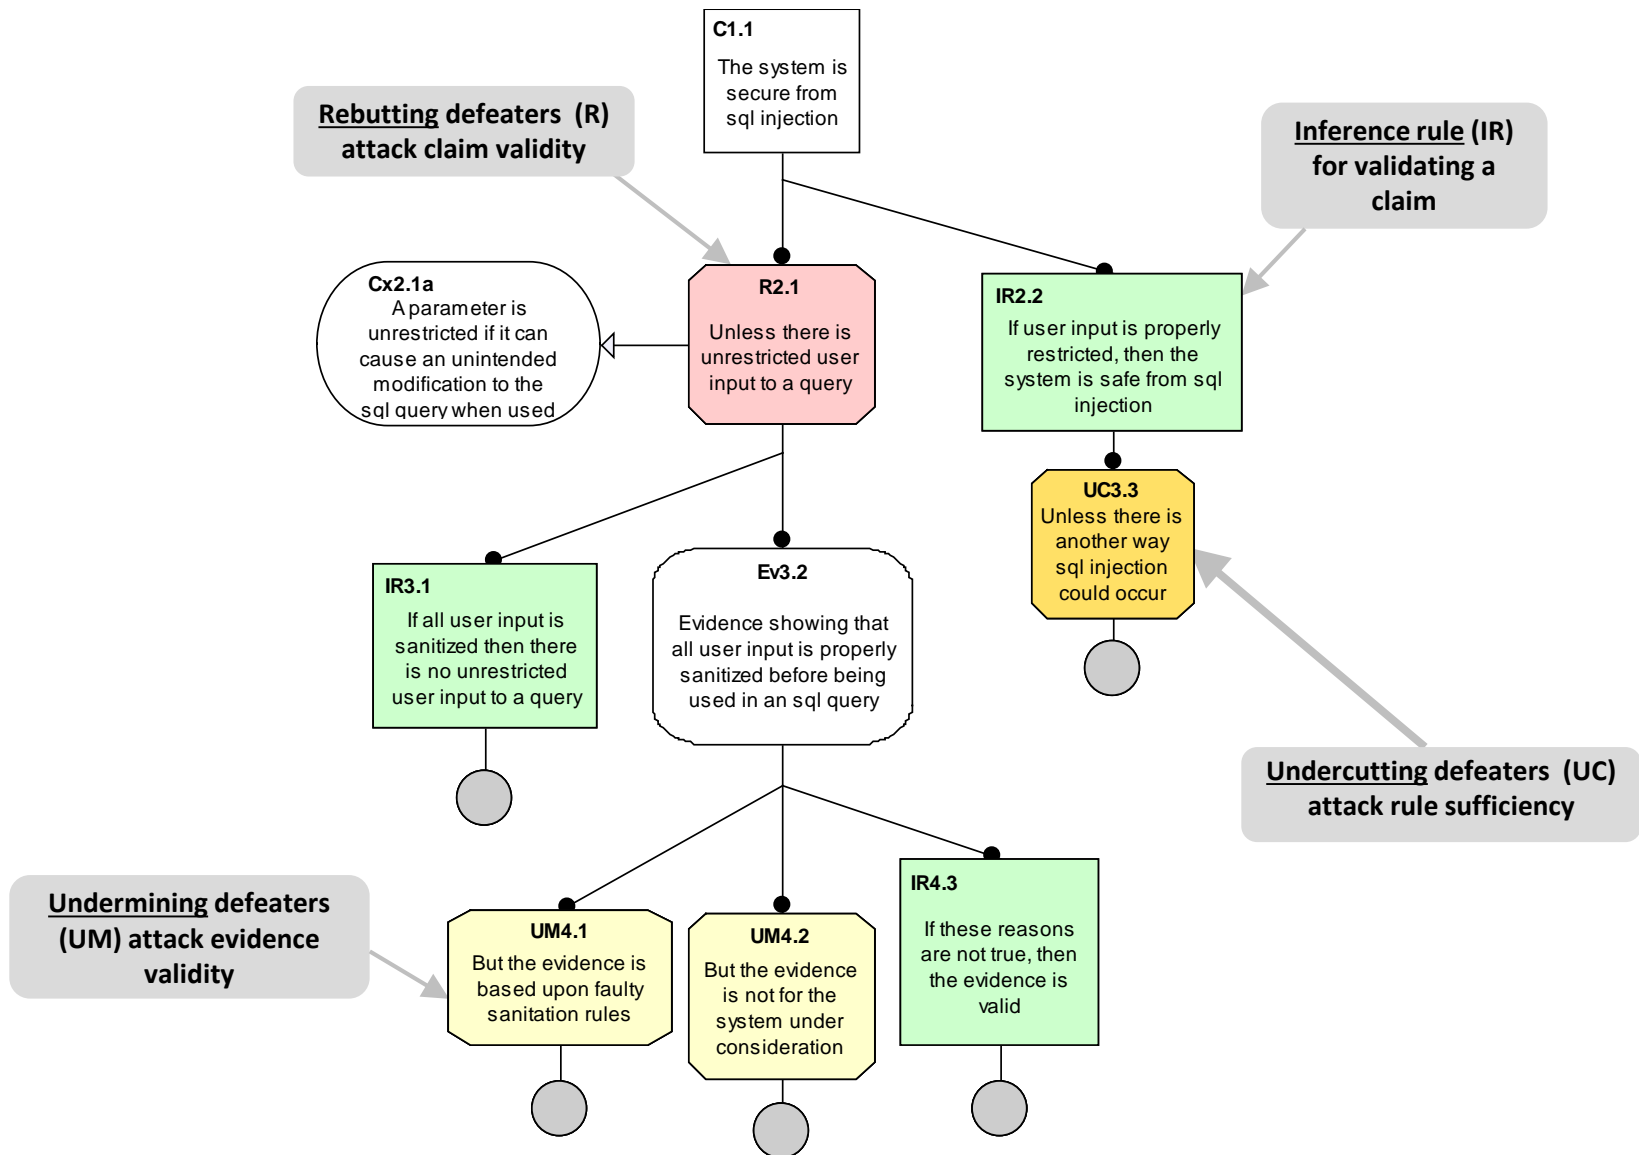 C1.1
The system is
secure from
sql injection
Rebutting defeaters (R)
attack claim validity
Inference rule (IR)
for validating a
claim
Cx2.1a
A parameter is
unrestricted if it can
cause an unintended
modification to the
sql query when used
R2.1
Unless there is
unrestricted user
input to a query
IR2.2
If user input is properly
restricted, then the
system is safe from sql
injection
UC3.3
Unless there is
another way
sql injection
could occur
IR3.1
If all user input is
sanitized then there
is no unrestricted
user input to a query
Ev3.2
Evidence showing that
all user input is properly
sanitized before being
used in an sql query
Undercutting defeaters (UC)
attack rule sufficiency
Undermining defeaters
(UM) attack evidence
validity
UM4.1
But the evidence is
based upon faulty
sanitation rules
UM4.2
But the evidence
is not for the
system under
consideration
IR4.3
If these reasons
are not true, then
the evidence is
valid